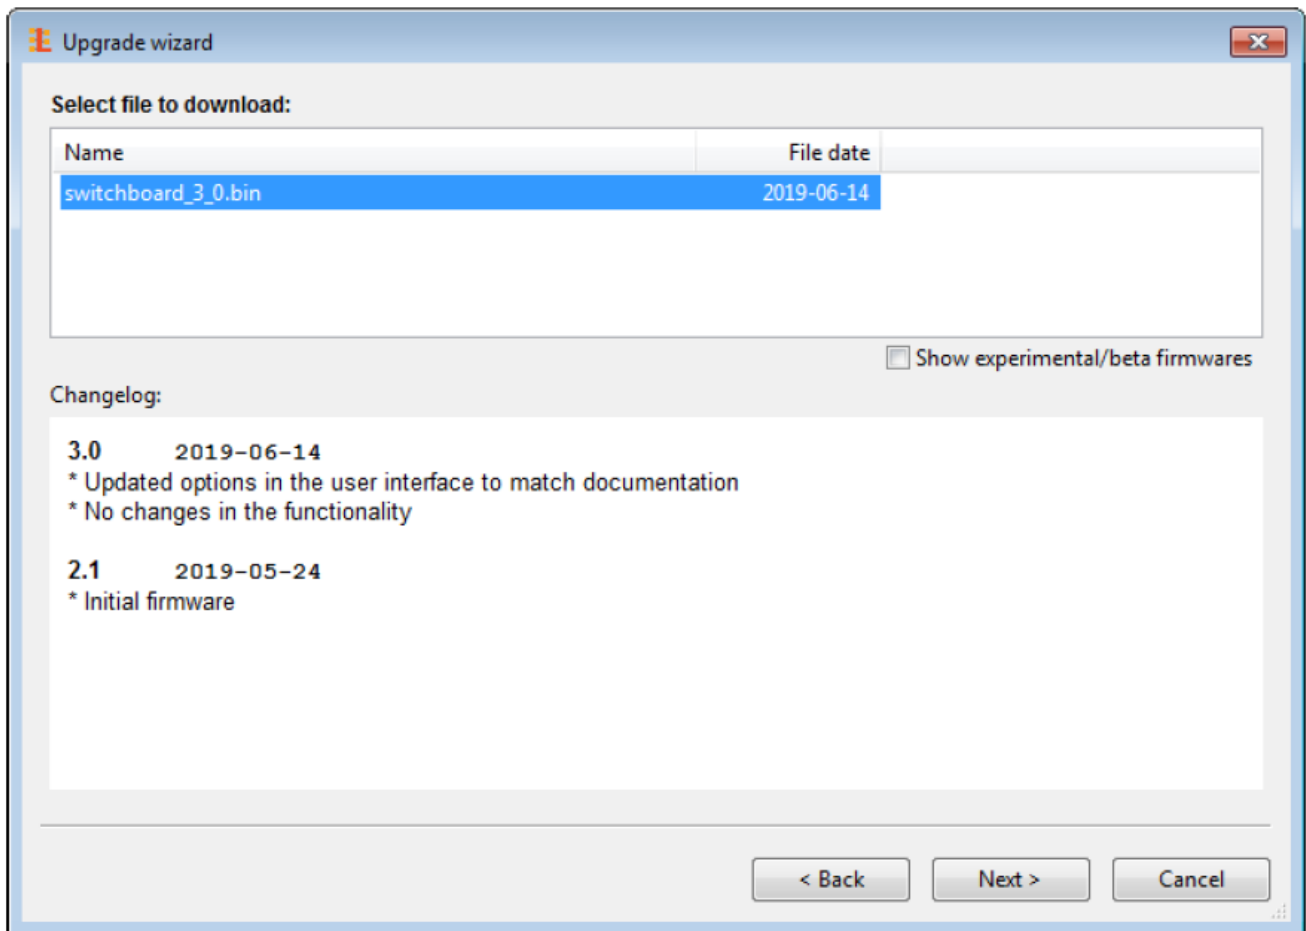 Upgrade wizard
Select file to download:
Name File date
switchboard_3_0.bin 2019-06-14
Show experimental/beta firmwares
Changelog:
3.0 2019-06-14
* Updated options in the user interface to match documentation
* No changes in the functionality
2.1 2019-05-24
* Initial firmware
< Back Next > Cancel